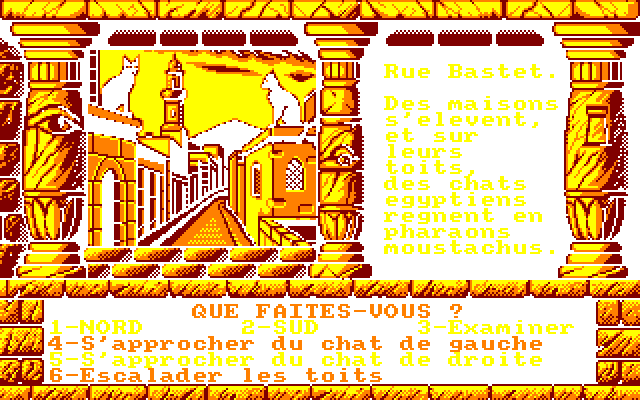 Rue Bastet.
Des maisons
s'elevent,
et sur
leurs
toits,
des chats
egyptiens
regnent en
pharaons
moustachus.
QUE FAITES-VOUS ?
1-NORD 2-SUD 3-Examiner
4-S'approcher du chat de gauche
5-S'approcher du chat de droite
6-Escalader les toits